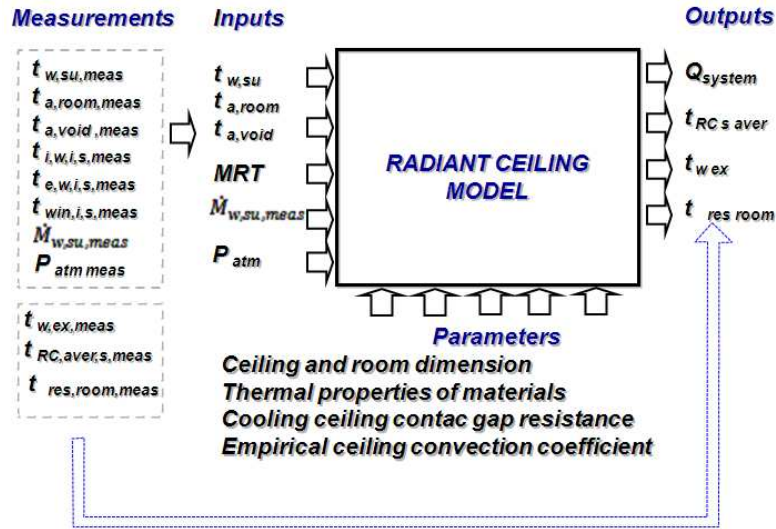 Measurements
Inputs
Outputs
t w,su,meas
t a,room,meas
t a,void ,meas
t i,w,i,s,meas
t e,w,i,s,meas
t win,i,s,meas
Ṁ w,su,meas
P atm meas
t w,ex,meas
t RC,aver,s,meas
t res,room,meas
t w,su
t a,room
t a,void
MRT
Ṁ w,su,meas
P atm
RADIANT CEILING
MODEL
Q system
t RC s aver
t w ex
t res room
Parameters
Ceiling and room dimension
Thermal properties of materials
Cooling ceiling contac gap resistance
Empirical ceiling convection coefficient